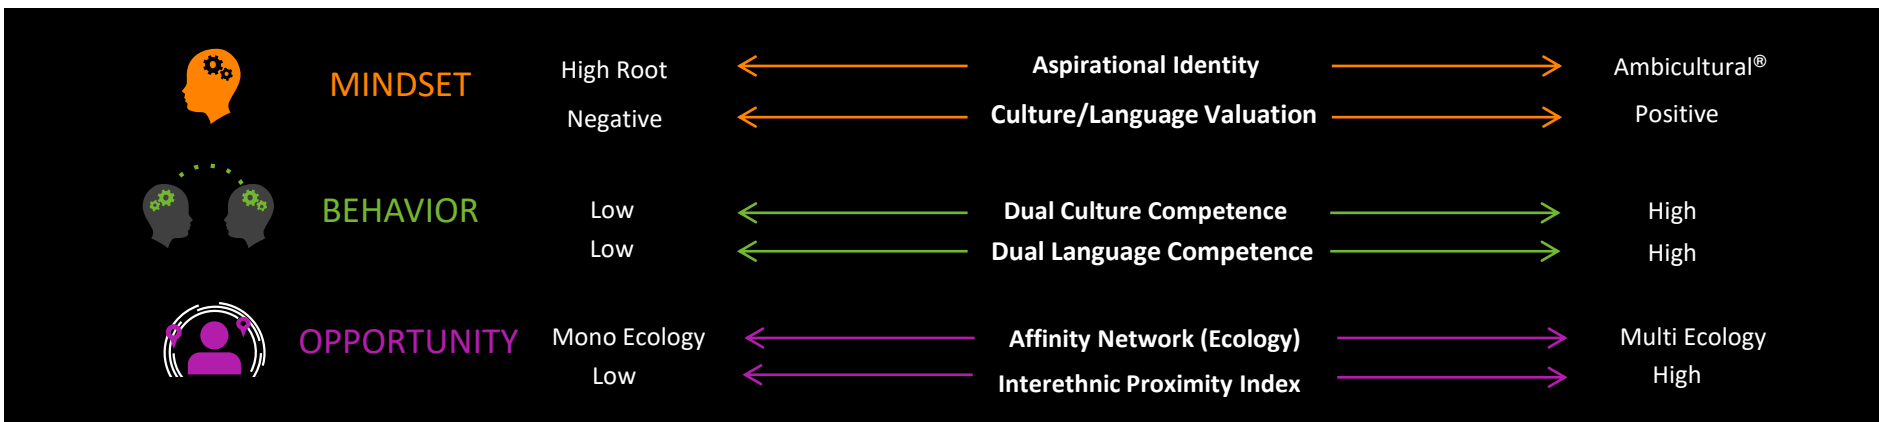 MINDSET
High Root Aspirational Identity Ambicultural®
Negative Culture/Language Valuation Positive
BEHAVIOR
Low Dual Culture Competence High
Low Dual Language Competence High
OPPORTUNITY
Mono Ecology Affinity Network (Ecology) Multi Ecology
Low Interethnic Proximity Index High